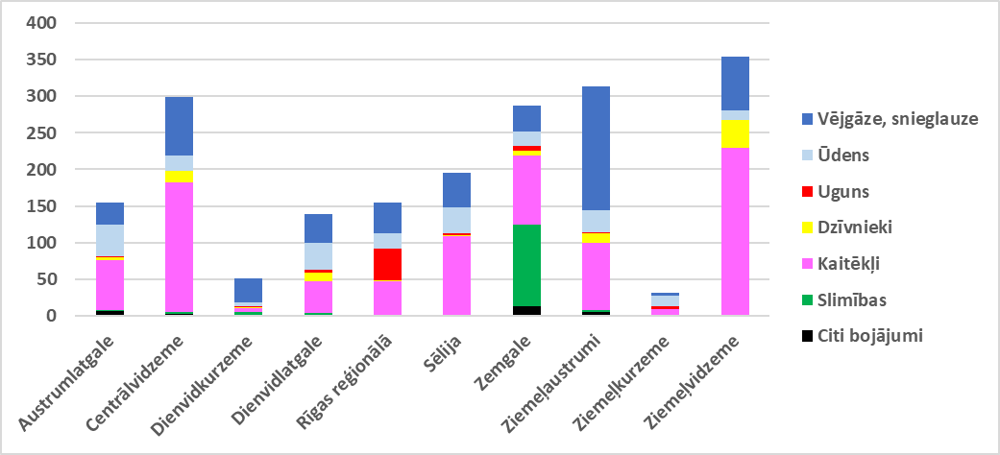 400
350
300
250
200
150
100
50
0
Austrumlatgale
Centrālvidzeme
Dienvidkurzeme
Dienvidlatgale
Rīgas reģionālā
Sēlija
Zemgale
Ziemeļaustrumi
Ziemeļkurzeme
Ziemeļvidzeme
Vējgāze, snieglauze
Ūdens
Uguns
Dzīvnieki
Kaitēkļi
Slimības
Citi bojājumi